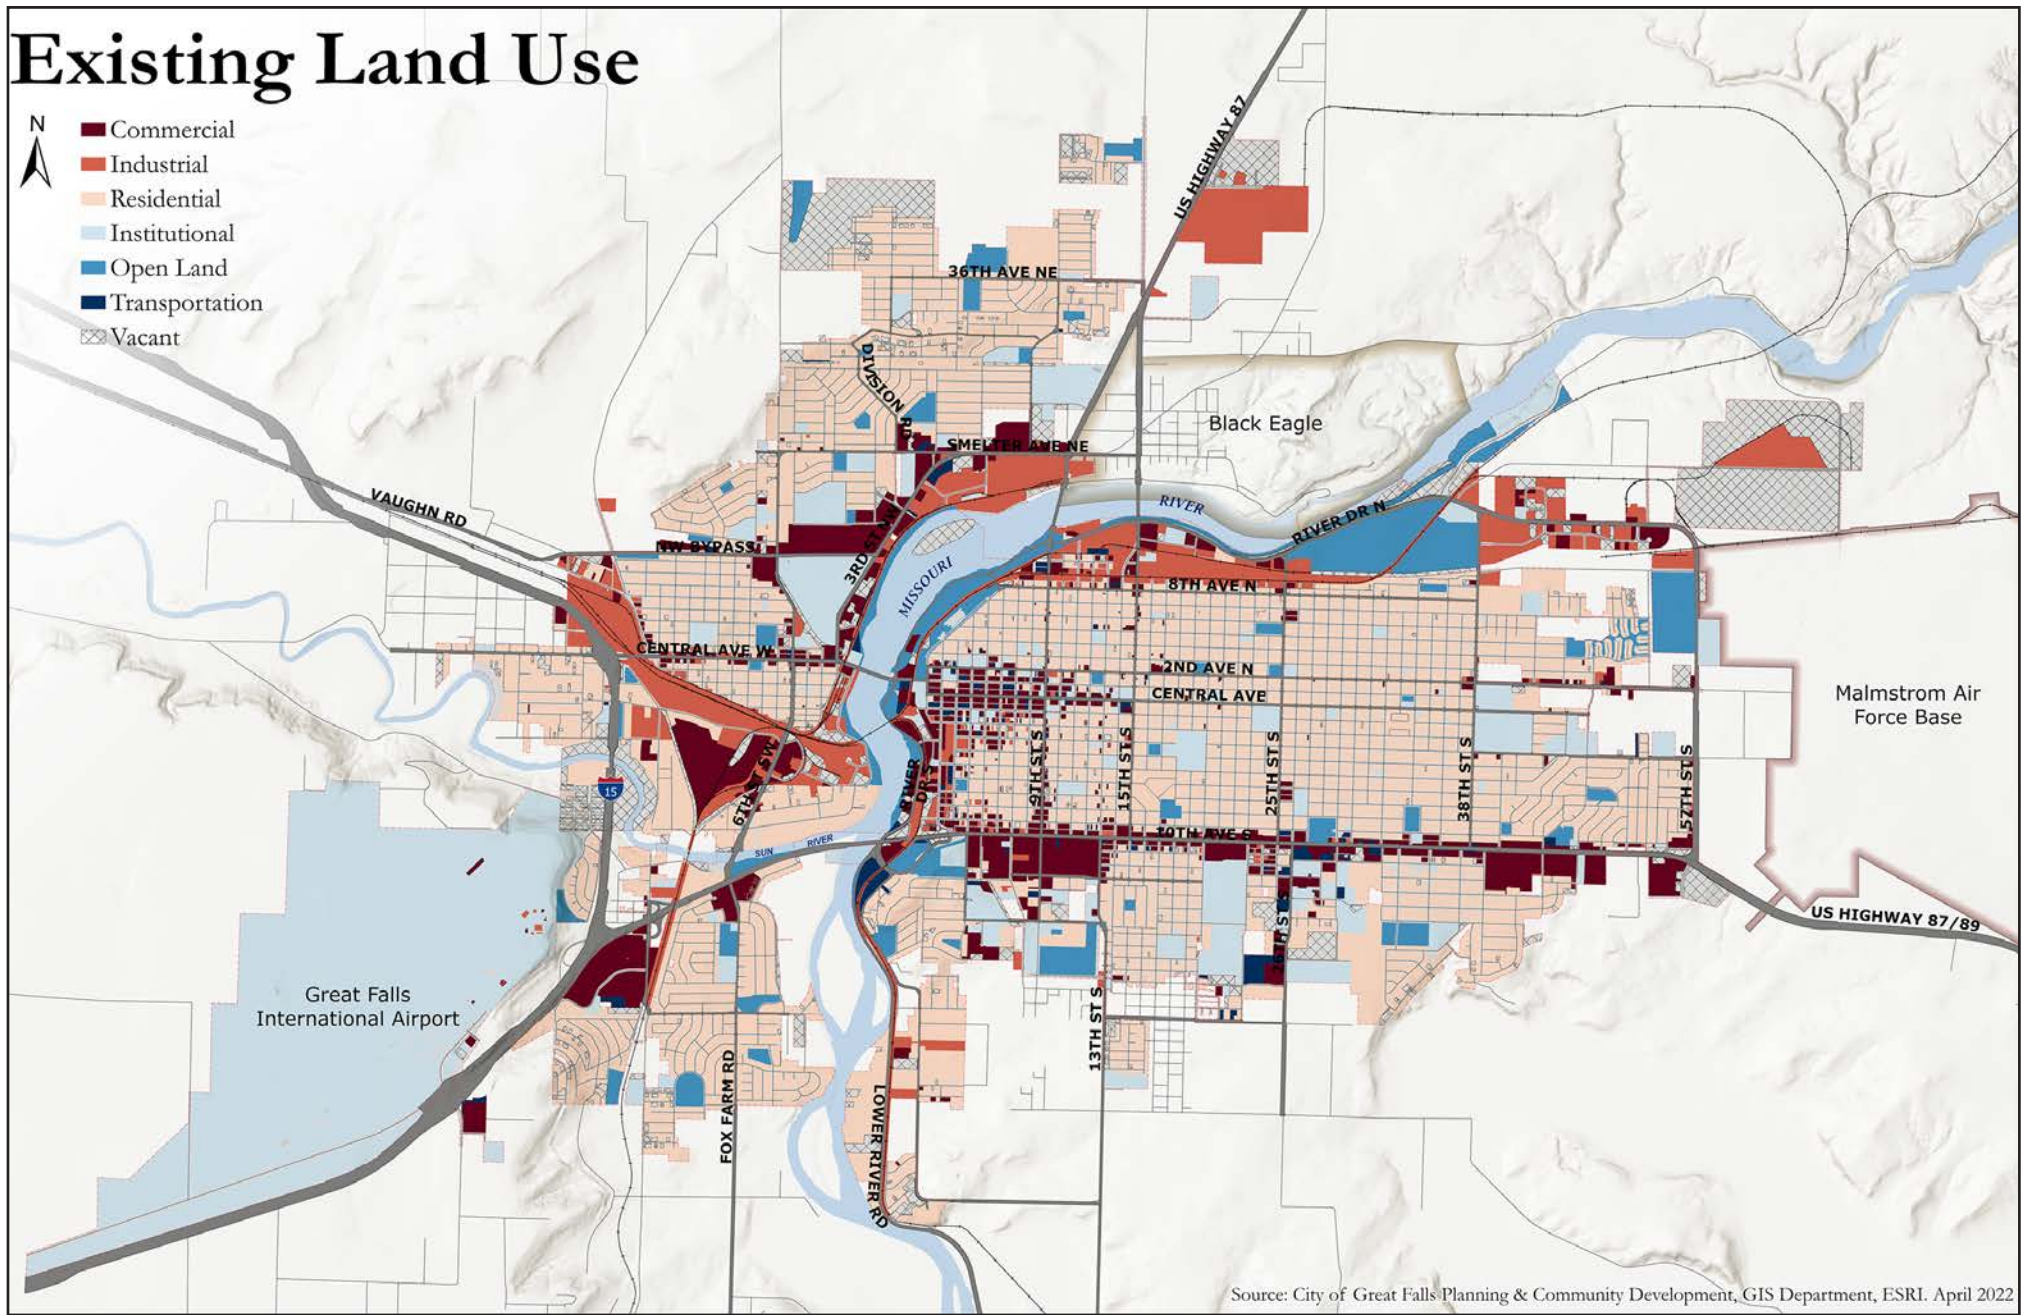 Existing Land Use
N
Commercial
Industrial
Residential
Institutional
Open Land
Transportation
Vacant
US HIGHWAY 87
36TH AVE NE
DIVISION RD
Black Eagle
SMELTER AVE NE
VAUGHN RD
NW BYPASS
3RD ST NW
RIVER
RIVER DR N
MISSOURI
8TH AVE N
CENTRAL AVE W
2ND AVE N
CENTRAL AVE
Malmstrom Air
Force Base
6TH ST SW
RIVER
DR S
9TH ST S
15TH ST S
25TH ST S
38TH ST S
57TH ST S
15
10TH AVE S
SUN
RIVER
26TH ST S
US HIGHWAY 87/89
Great Falls
International Airport
13TH ST S
FOX FARM RD
LOWER RIVER RD
Source: City of Great Falls Planning & Community Development, GIS Department, ESRI. April 2022